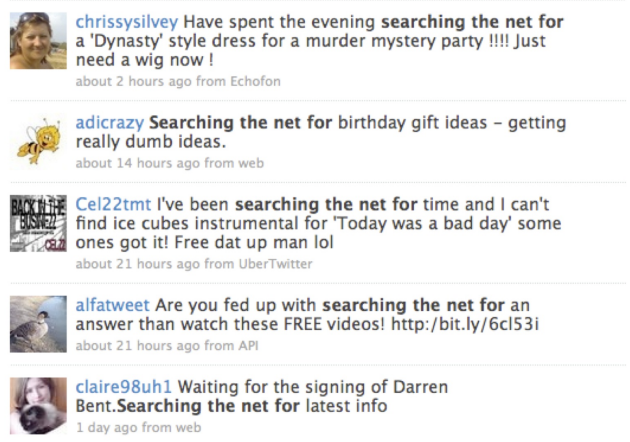 chrissysilvey Have spent the evening searching the net for
a 'Dynasty' style dress for a murder mystery party !!!! Just
need a wig now !
about 2 hours ago from Echofon
adicrazy Searching the net for birthday gift ideas – getting
really dumb ideas.
about 14 hours ago from web
BACK IN THE
BUSINEZZ
CEL22
Cel22tmt I've been searching the net for time and I can't
find ice cubes instrumental for 'Today was a bad day' some
ones got it! Free dat up man lol
about 21 hours ago from UberTwitter
alfatweet Are you fed up with searching the net for an
answer than watch these FREE videos! http:/bit.ly/6cl53i
about 21 hours ago from API
claire98uh1 Waiting for the signing of Darren
Bent.Searching the net for latest info
1 day ago from web